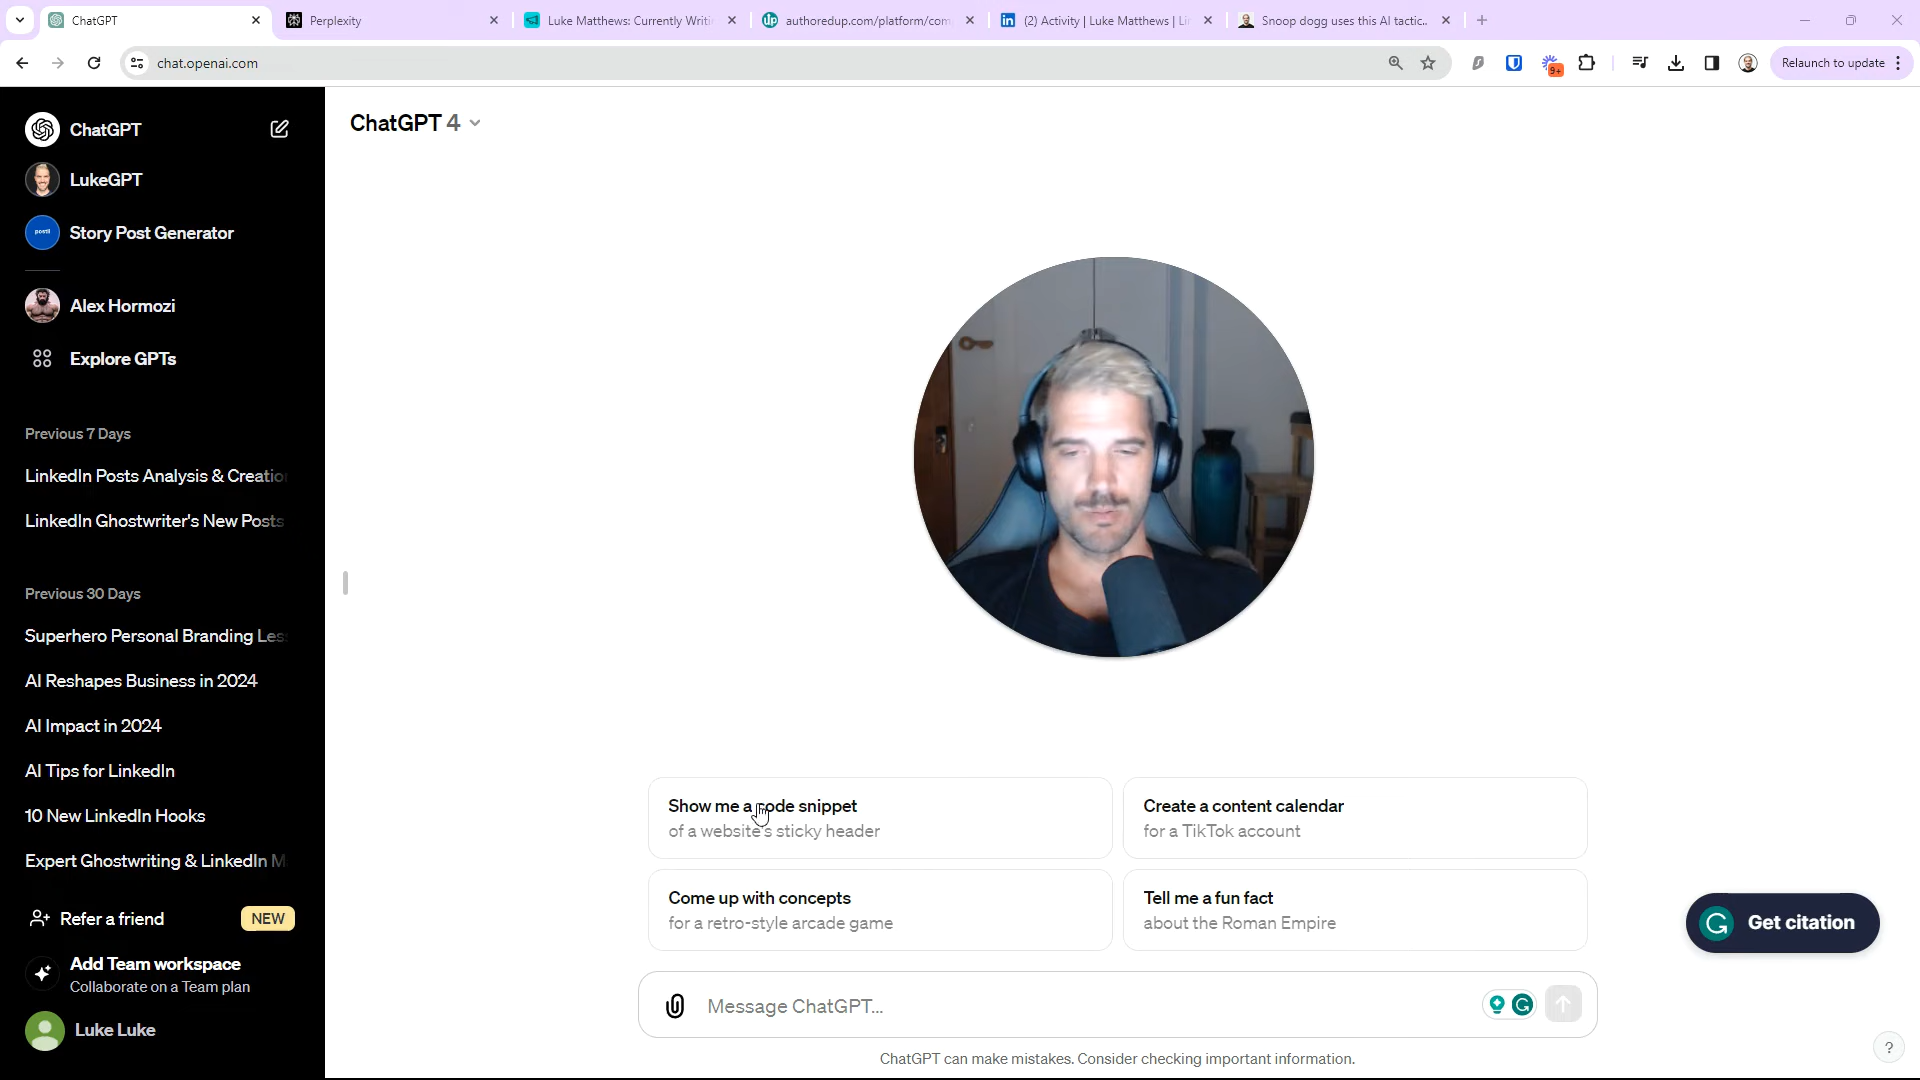 ChatGPT
Perplexity
Luke Matthews: Currently Writi
authoredup.com/platform/com
(2) Activity | Luke Matthews | Li
Snoop dogg uses this AI tactic..
chat.openai.com
9+
Relaunch to update
ChatGPT
LukeGPT
postli
Story Post Generator
Alex Hormozi
Explore GPTs
Previous 7 Days
LinkedIn Posts Analysis & Creation
LinkedIn Ghostwriter's New Posts
Previous 30 Days
Superhero Personal Branding Les
AI Reshapes Business in 2024
AI Impact in 2024
AI Tips for LinkedIn
10 New LinkedIn Hooks
Expert Ghostwriting & LinkedIn M
Refer a friend
NEW
Add Team workspace
Collaborate on a Team plan
Luke Luke
ChatGPT 4
Show me a code snippet
of a website's sticky header
Create a content calendar
for a TikTok account
Come up with concepts
for a retro-style arcade game
Tell me a fun fact
about the Roman Empire
G Get citation
Message ChatGPT...
G
ChatGPT can make mistakes. Consider checking important information.
?